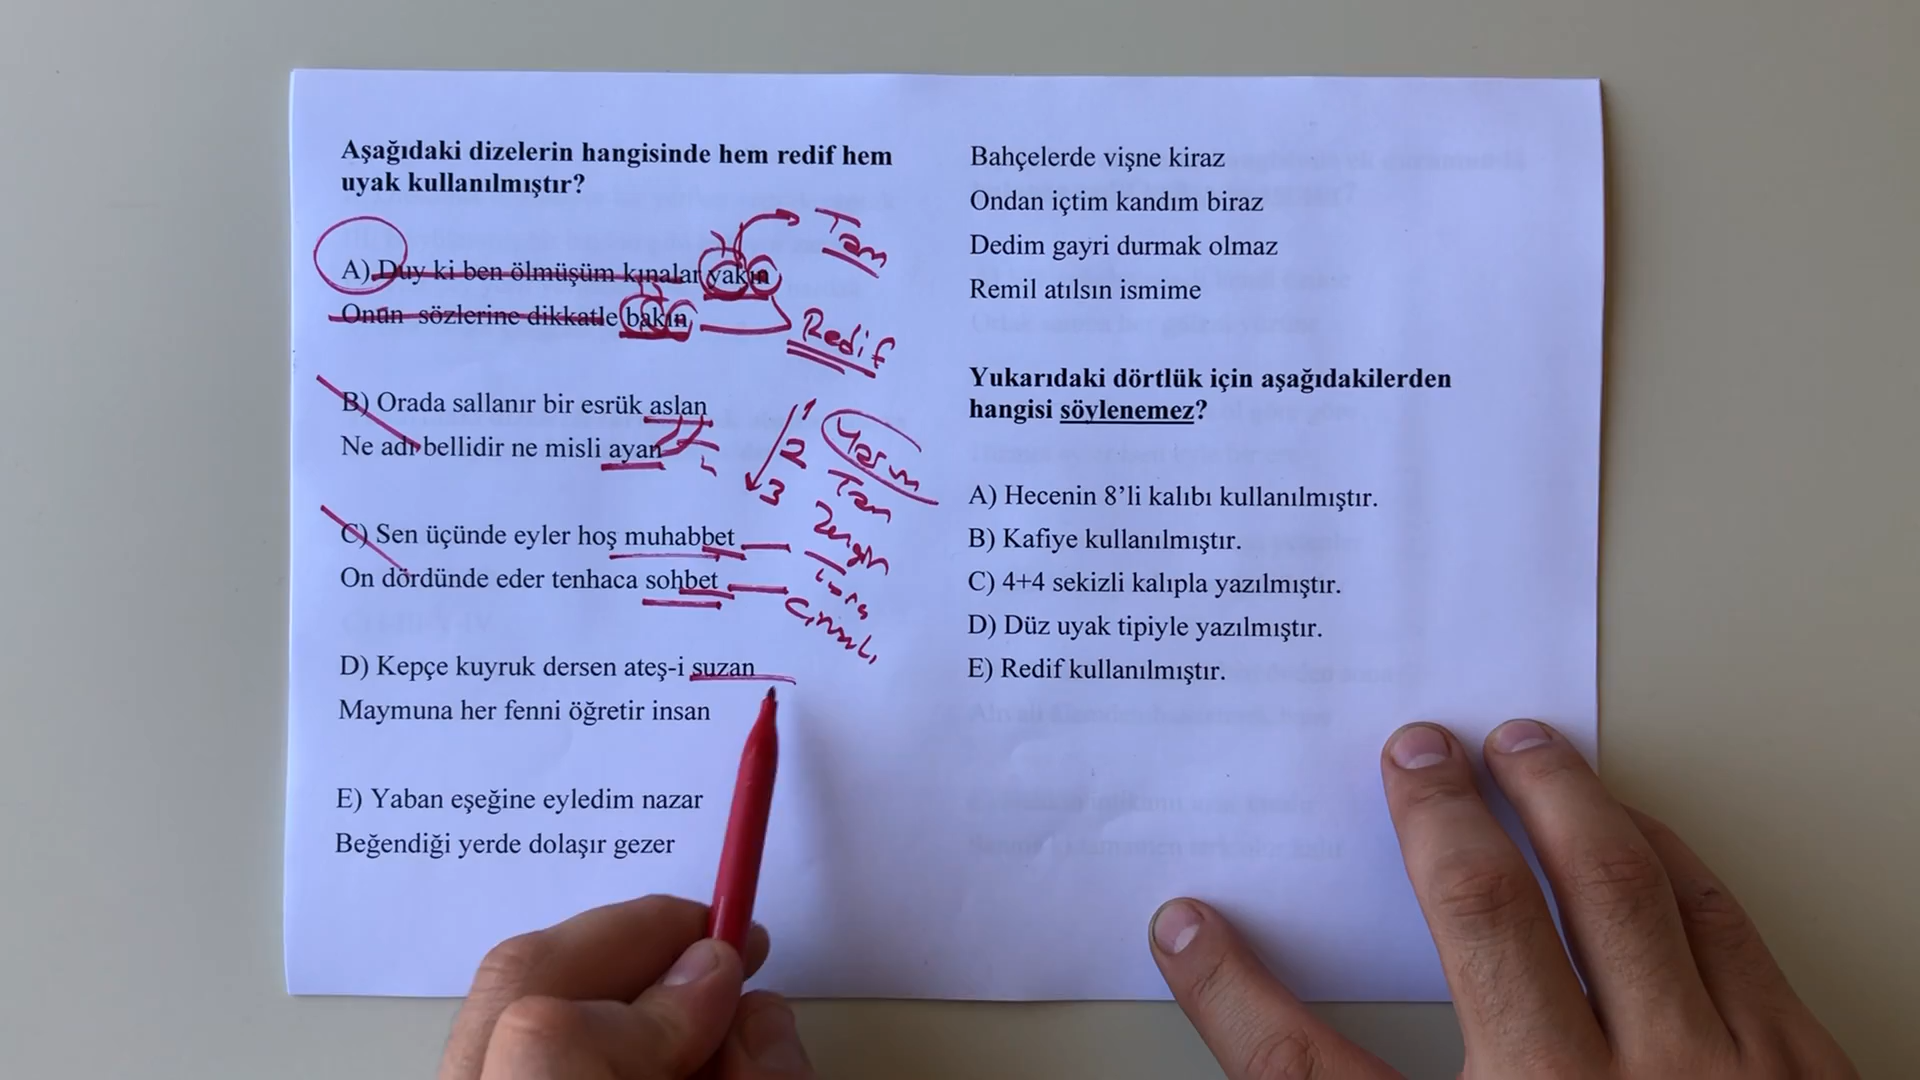 Aşağıdaki dizelerin hangisinde hem redif hem
uyak kullanılmıştır?
A) Duy ki ben ölmüşüm kınalar yakın
Onun sözlerine dikkatle bakın
Tam
Redif
B) Orada sallanır bir esrük aslan
Ne adı bellidir ne misli ayan
1
2
3
Yarım
Tam
Zengin
C) Sen üçünde eyler hoş muhabbet
On dördünde eder tenhaca sohbet
Cinaslı
D) Kepçe kuyruk dersen ateş-i suzan
Maymuna her fenni öğretir insan
E) Yaban eşeğine eyledim nazar
Beğendiği yerde dolaşır gezer
Bahçelerde vişne kiraz
Ondan içtim kandım biraz
Dedim gayri durmak olmaz
Remil atılsın ismime
Yukarıdaki dörtlük için aşağıdakilerden
hangisi söylenemez?
A) Hecenin 8’li kalıbı kullanılmıştır.
B) Kafiye kullanılmıştır.
C) 4+4 sekizli kalıpla yazılmıştır.
D) Düz uyak tipiyle yazılmıştır.
E) Redif kullanılmıştır.